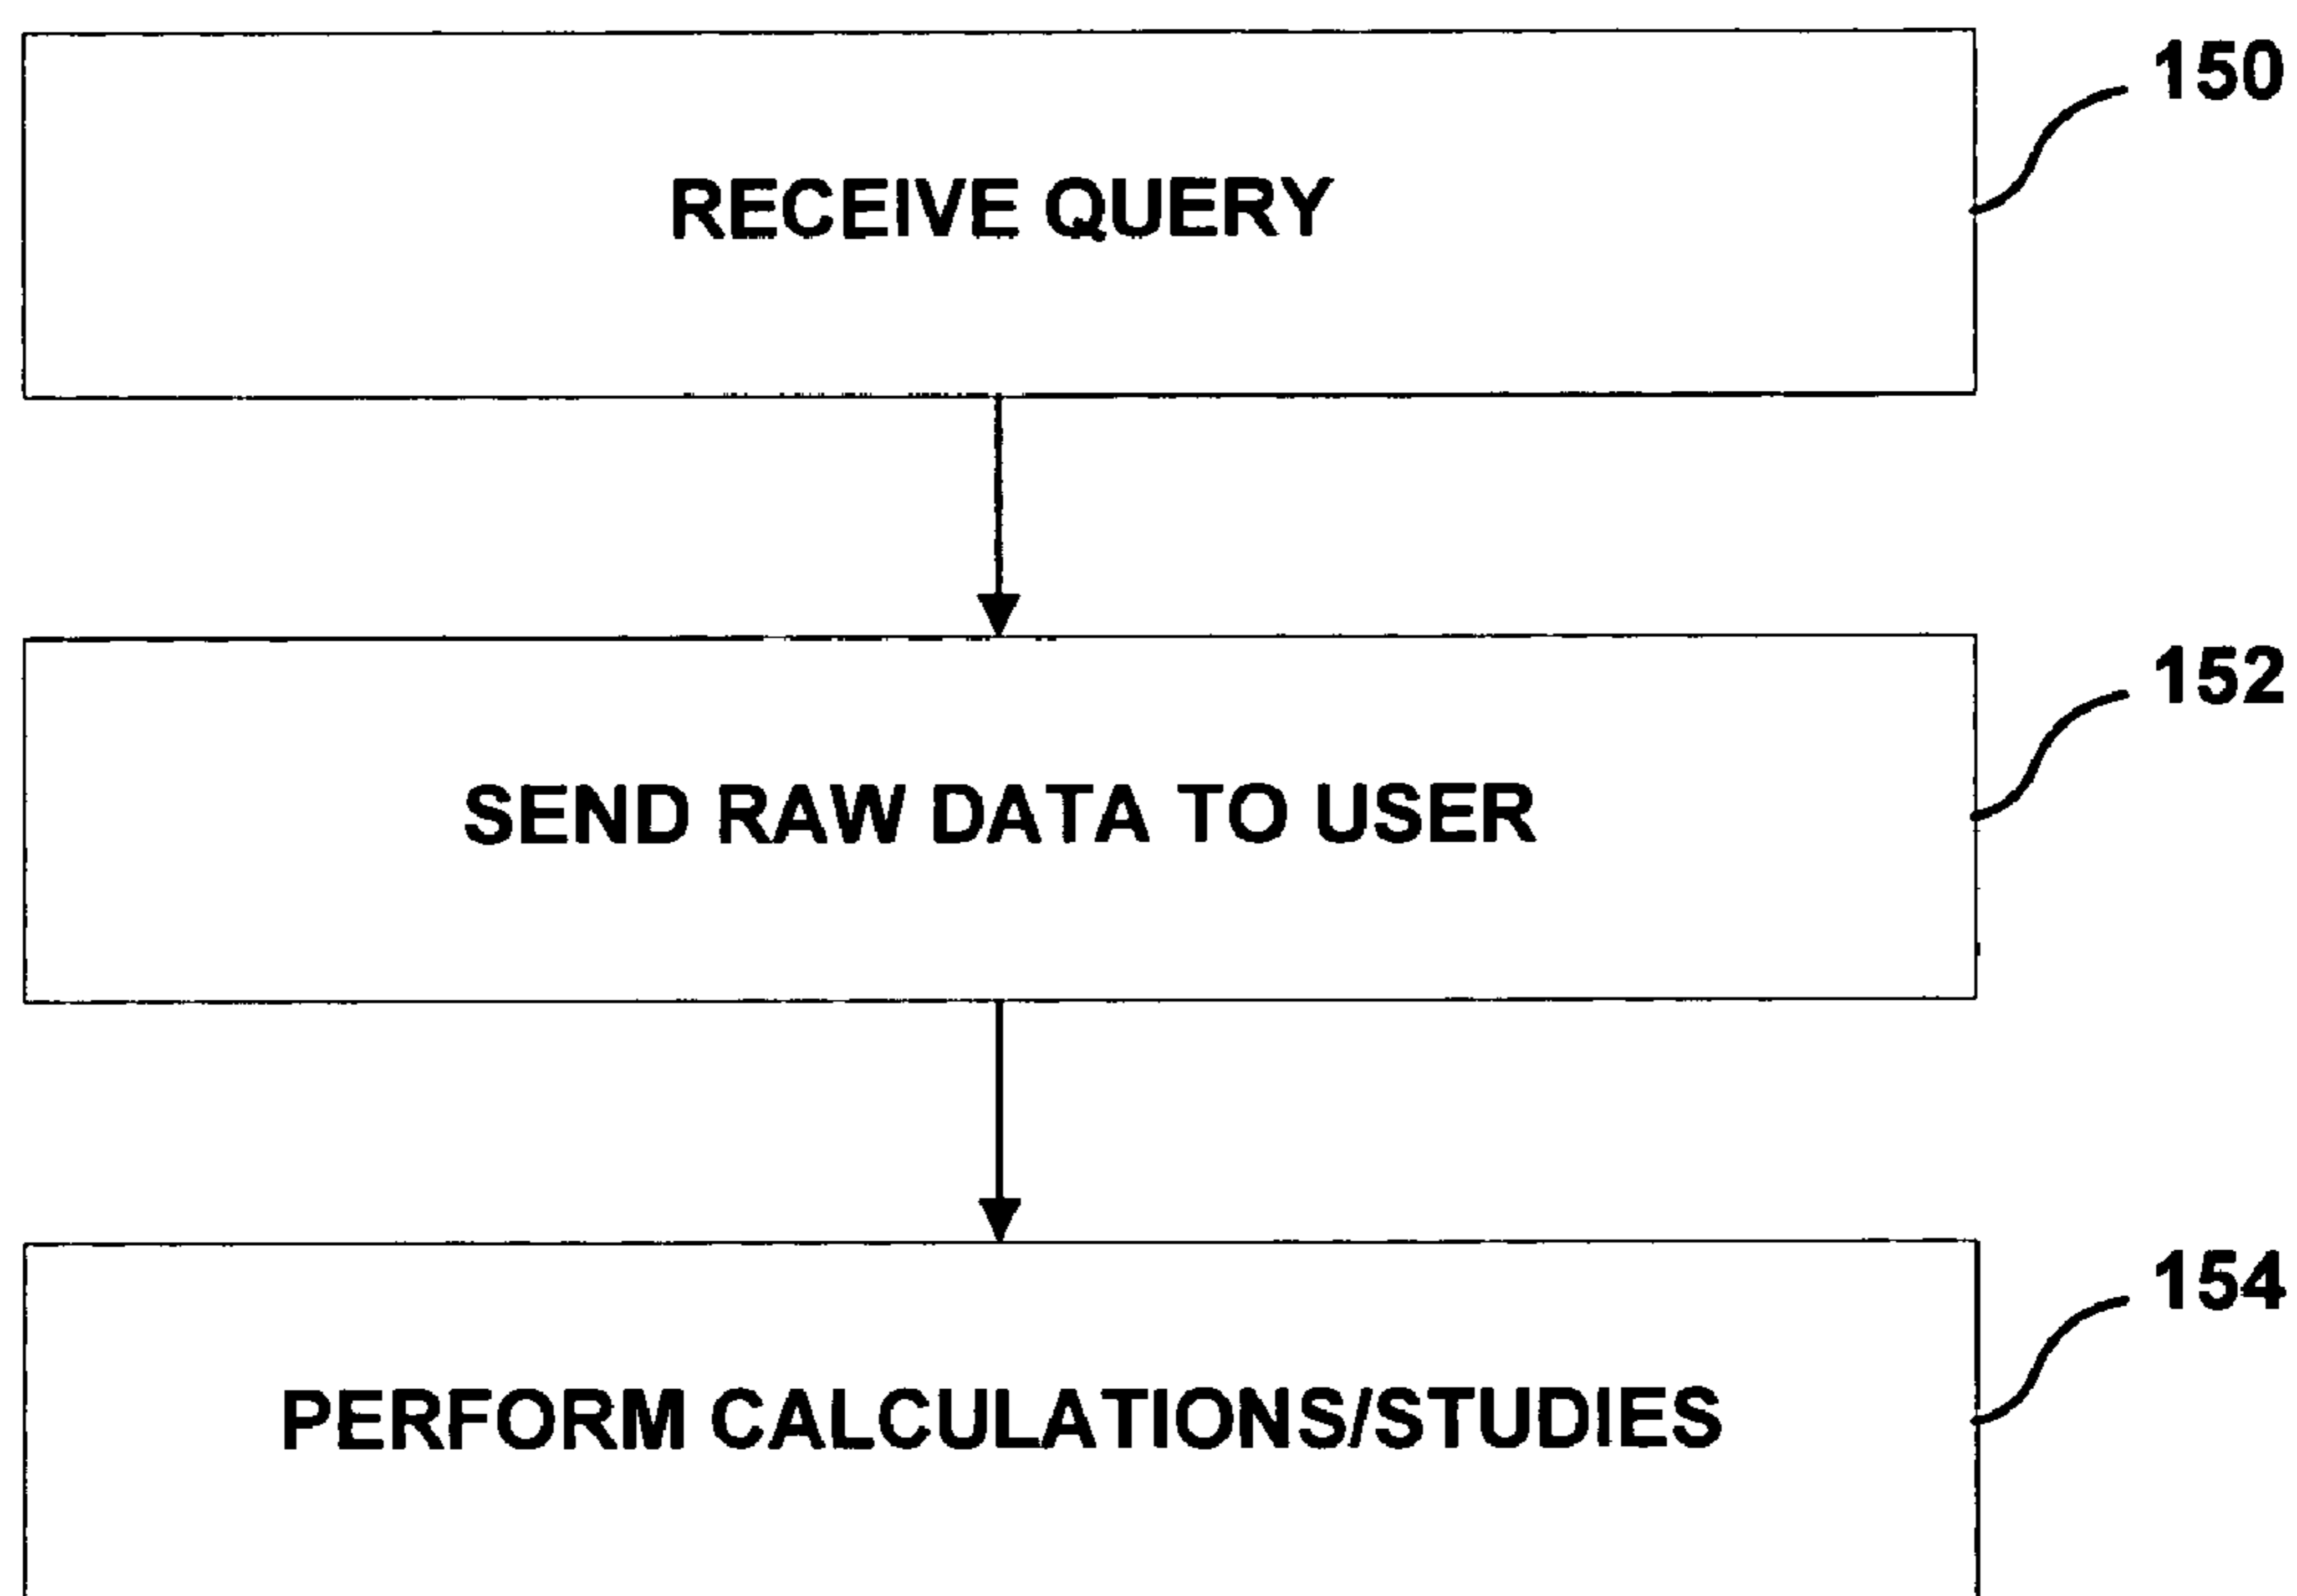 150
RECEIVE QUERY
152
SEND RAW DATA TO USER
154
PERFORM CALCULATIONS/STUDIES